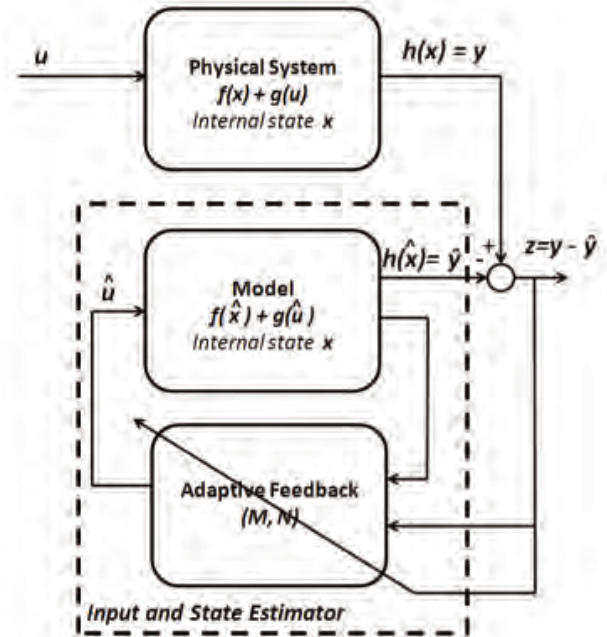 u
Physical System
f(x) + g(u)
Internal state x
h(x) = y
+
-
z=y - ŷ
h(x̂)= ŷ
û
Model
f( x̂ ) + g(û )
Internal state x
Adaptive Feedback
(M, N)
Input and State Estimator